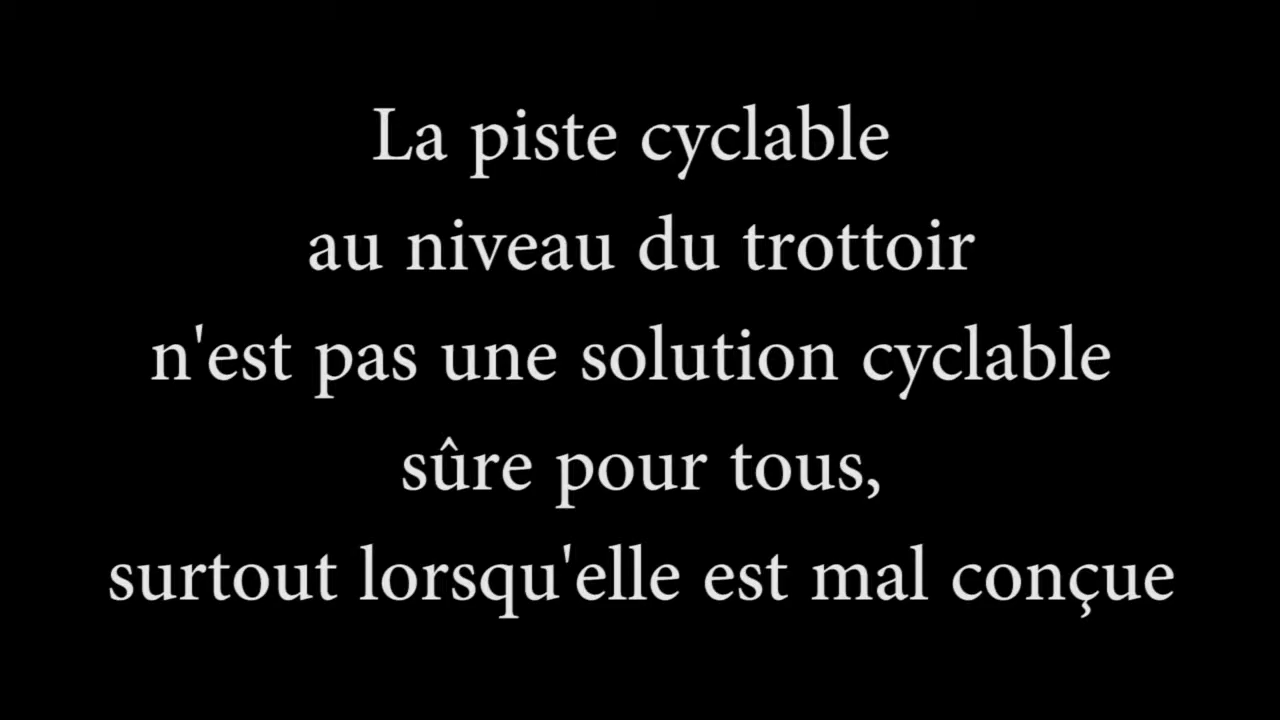 La piste cyclable
au niveau du trottoir
n'est pas une solution cyclable
sûre pour tous,
surtout lorsqu'elle est mal conçue